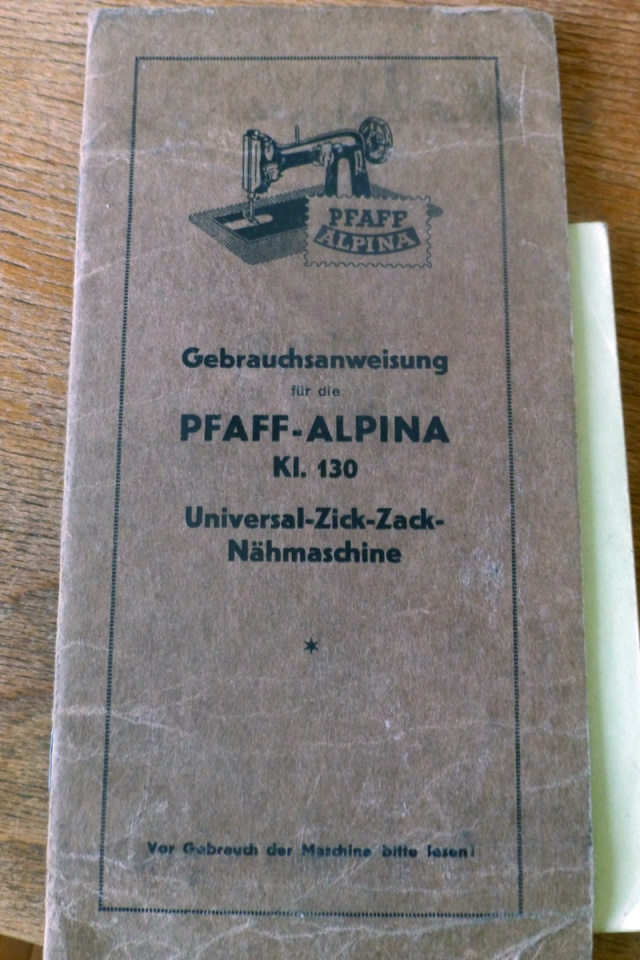 PFAFF
ALPINA
Gebrauchsanweisung
für die
PFAFF-ALPINA
Kl. 130
Universal-Zick-Zack-
Nähmaschine
Vor Gebrauch der Maschine bitte lesen!